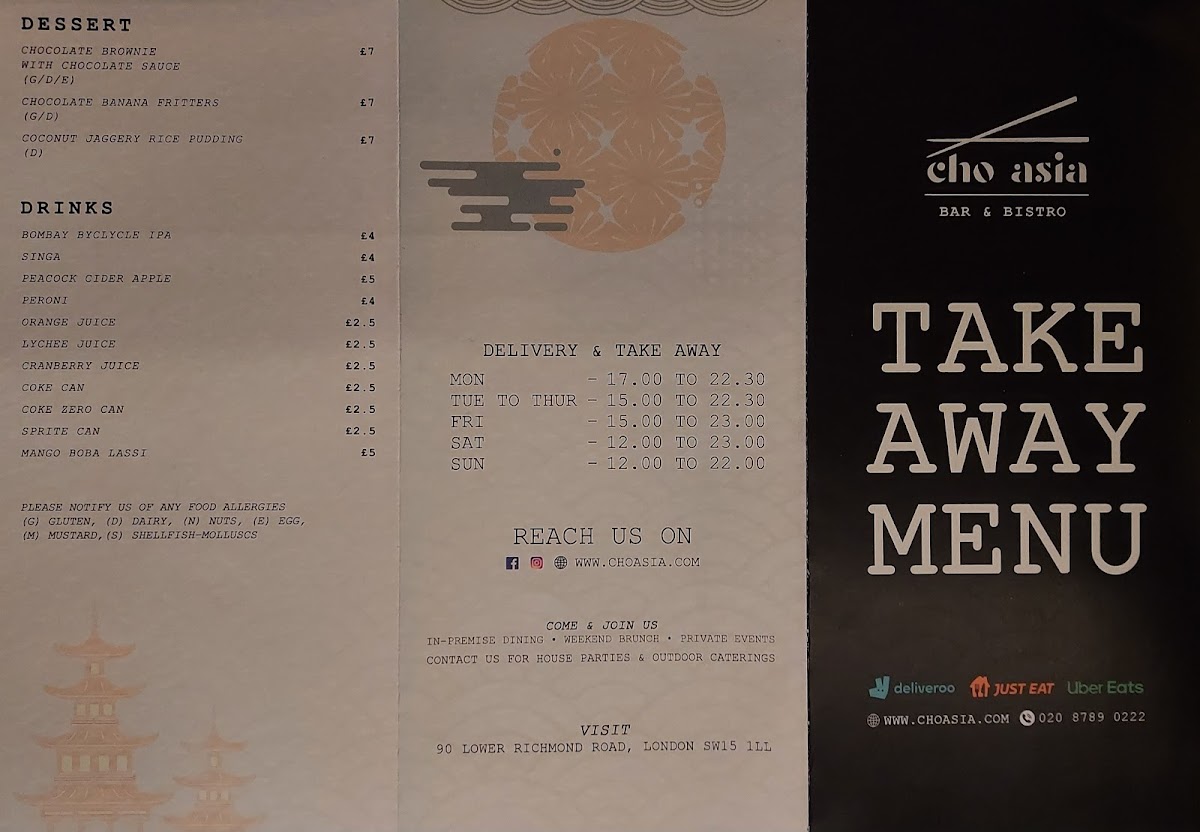 DESSERT
CHOCOLATE BROWNIE £7
WITH CHOCOLATE SAUCE
(G/D/E)
CHOCOLATE BANANA FRITTERS £7
(G/D)
COCONUT JAGGERY RICE PUDDING £7
(D)
DRINKS
BOMBAY BYCLYCLE IPA £4
SINGA £4
PEACOCK CIDER APPLE £5
PERONI £4
ORANGE JUICE £2.5
LYCHEE JUICE £2.5
CRANBERRY JUICE £2.5
COKE CAN £2.5
COKE ZERO CAN £2.5
SPRITE CAN £2.5
MANGO BOBA LASSI £5
PLEASE NOTIFY US OF ANY FOOD ALLERGIES
(G) GLUTEN, (D) DAIRY, (N) NUTS, (E) EGG,
(M) MUSTARD,(S) SHELLFISH-MOLLUSCS
DELIVERY & TAKE AWAY
MON - 17.00 TO 22.30
TUE TO THUR - 15.00 TO 22.30
FRI - 15.00 TO 23.00
SAT - 12.00 TO 23.00
SUN - 12.00 TO 22.00
REACH US ON
WWW.CHOASIA.COM
COME & JOIN US
IN-PREMISE DINING • WEEKEND BRUNCH • PRIVATE EVENTS
CONTACT US FOR HOUSE PARTIES & OUTDOOR CATERINGS
VISIT
90 LOWER RICHMOND ROAD, LONDON SW15 1LL
cho asia
BAR & BISTRO
TAKE
AWAY
MENU
deliveroo JUST EAT Uber Eats
WWW.CHOASIA.COM 020 8789 0222